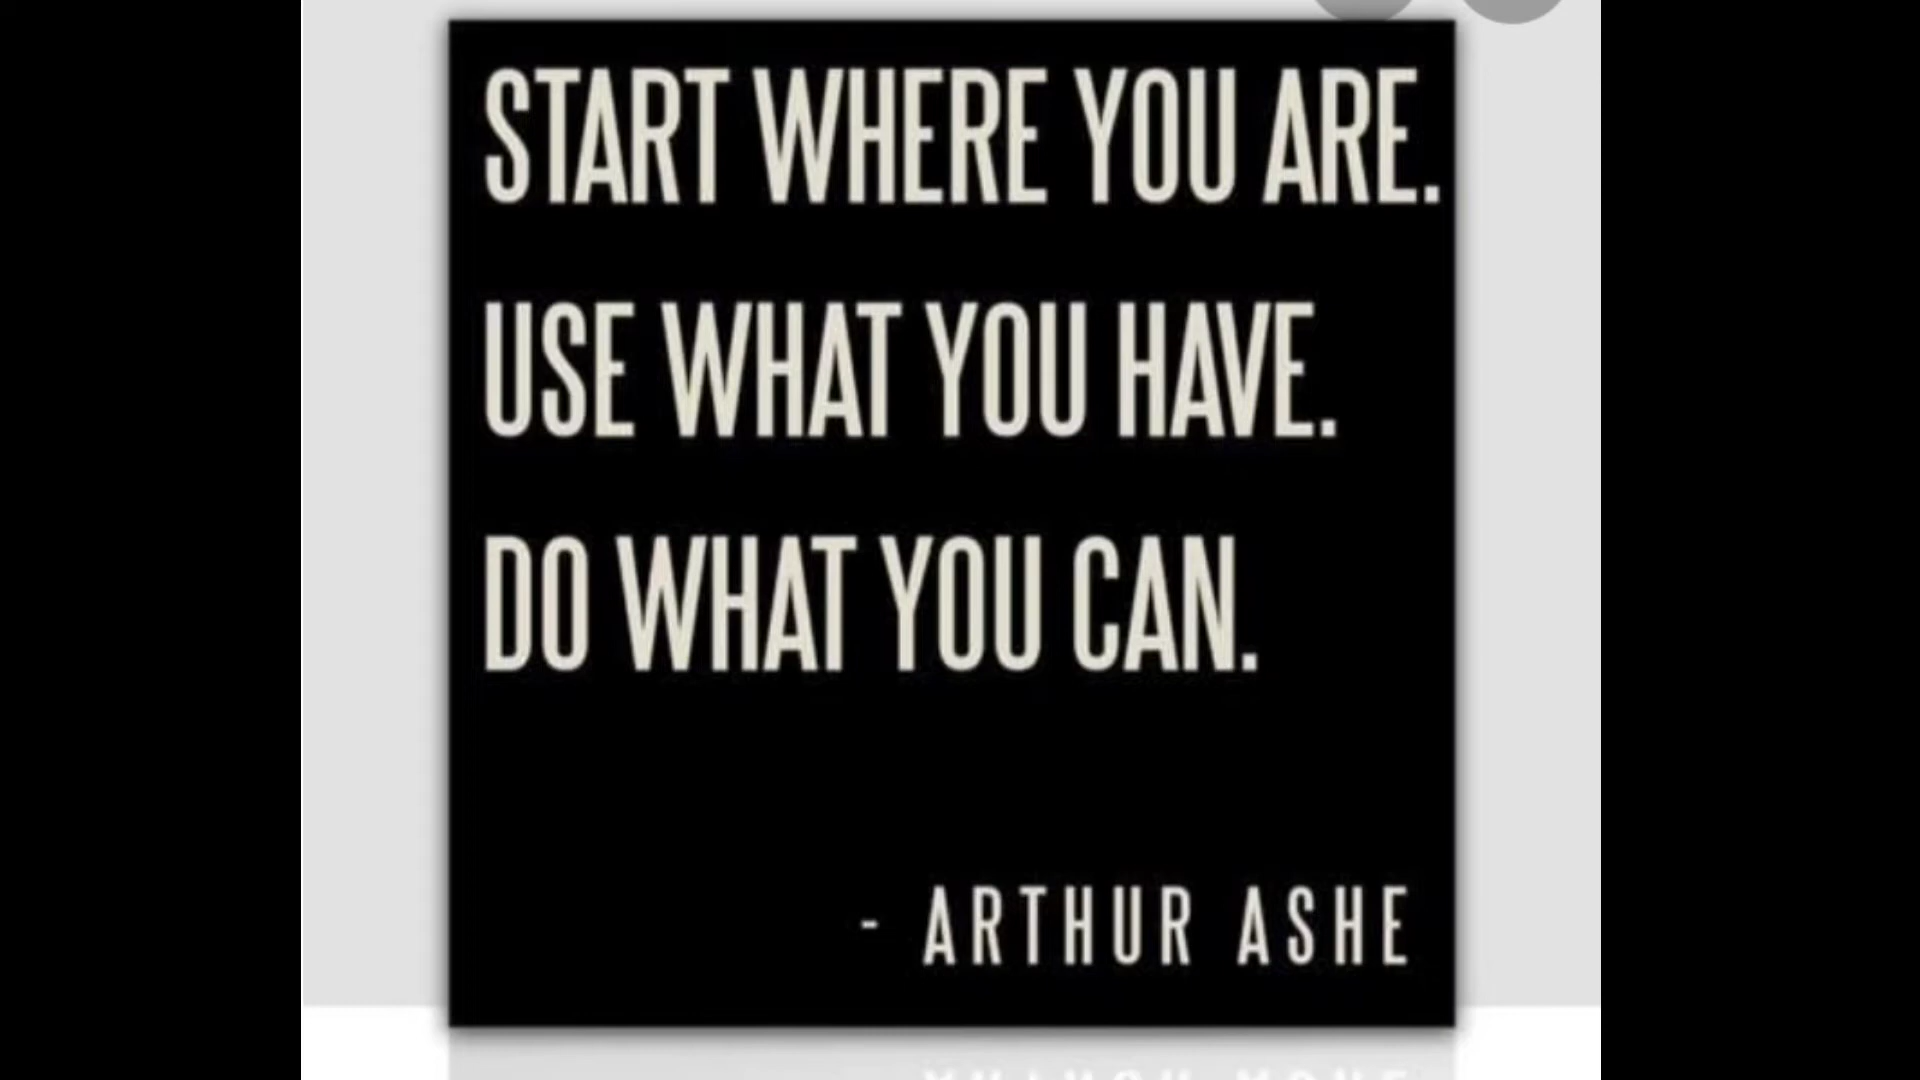 START WHERE YOU ARE.
USE WHAT YOU HAVE.
DO WHAT YOU CAN.
- ARTHUR ASHE